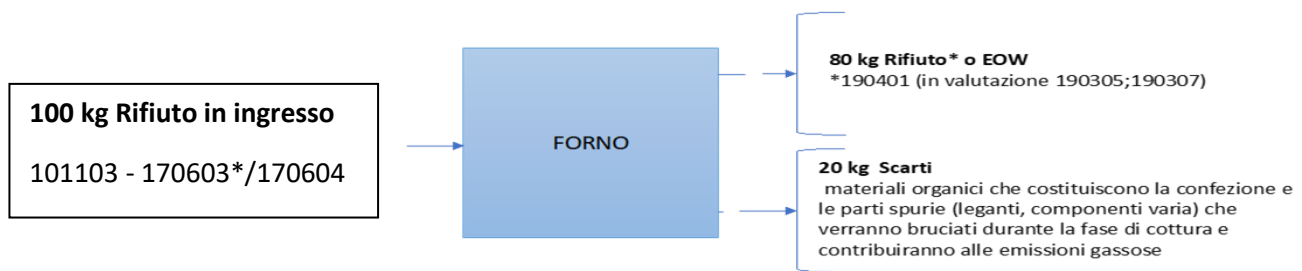 100 kg Rifiuto in ingresso
101103 - 170603*/170604
FORNO
80 kg Rifiuto* o EOW
*190401 (in valutazione 190305;190307)
20 kg Scarti
materiali organici che costituiscono la confezione e
le parti spurie (leganti, componenti varia) che
verranno bruciati durante la fase di cottura e
contribuiranno alle emissioni gassose